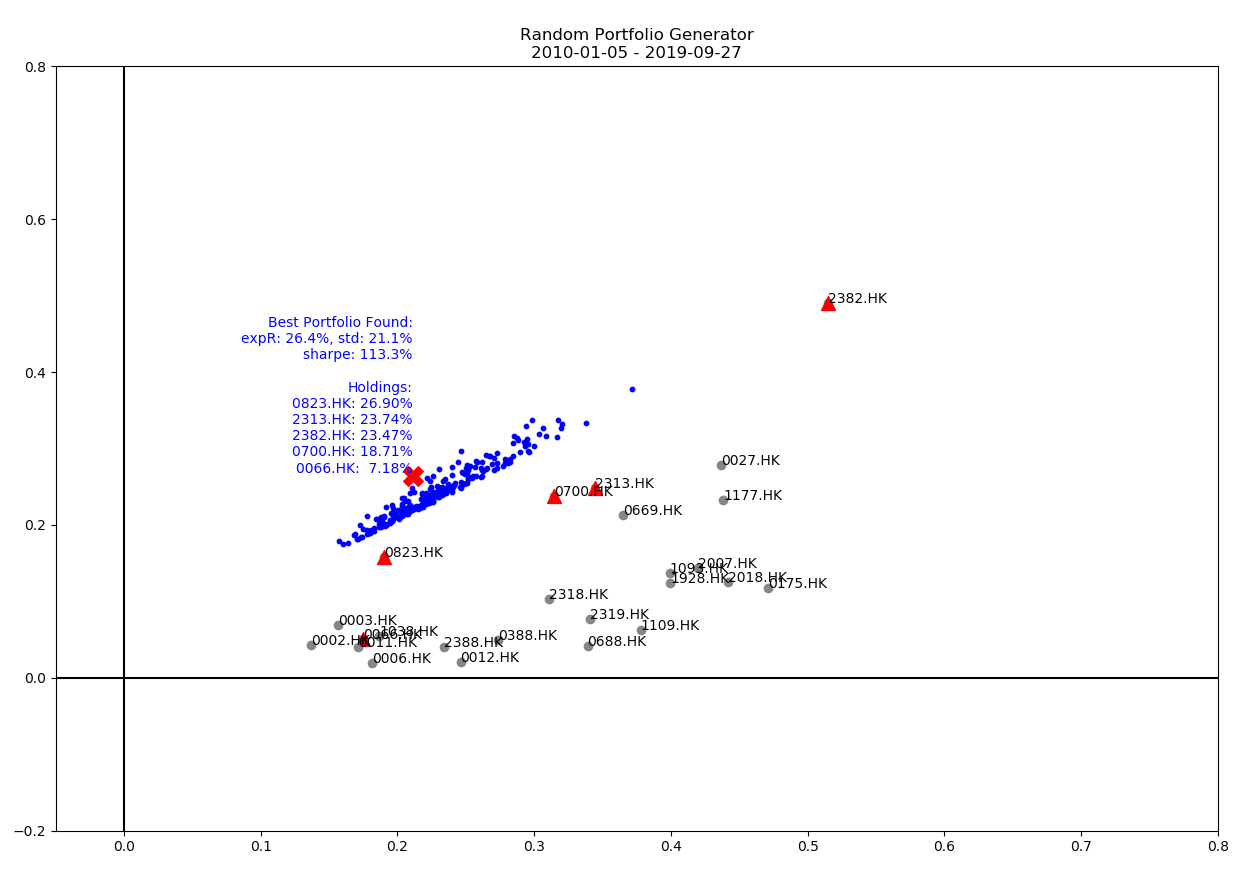 Random Portfolio Generator
2010-01-05 - 2019-09-27
0.8
0.6
0.4
0.2
0.0
−0.2
Best Portfolio Found:
expR: 26.4%, std: 21.1%
sharpe: 113.3%
Holdings:
0823.HK: 26.90%
2313.HK: 23.74%
2382.HK: 23.47%
0700.HK: 18.71%
0066.HK: 7.18%
2382.HK
0027.HK
2313.HK
0700.HK
1177.HK
0669.HK
0823.HK
2007.HK
1093.HK
2018.HK
1928.HK
0175.HK
2318.HK
2319.HK
0003.HK
1109.HK
1038.HK
0066.HK
0388.HK
0002.HK
0011.HK
2388.HK
0688.HK
0006.HK
0012.HK
0.0
0.1
0.2
0.3
0.4
0.5
0.6
0.7
0.8